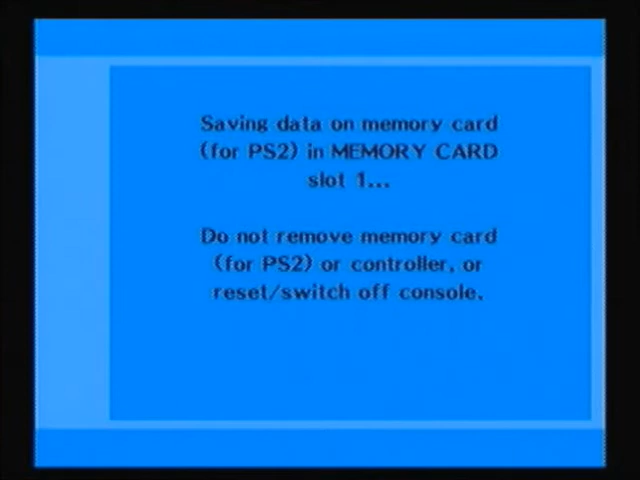 Saving data on memory card
(for PS2) in MEMORY CARD
slot 1...
Do not remove memory card
(for PS2) or controller, or
reset/switch off console.